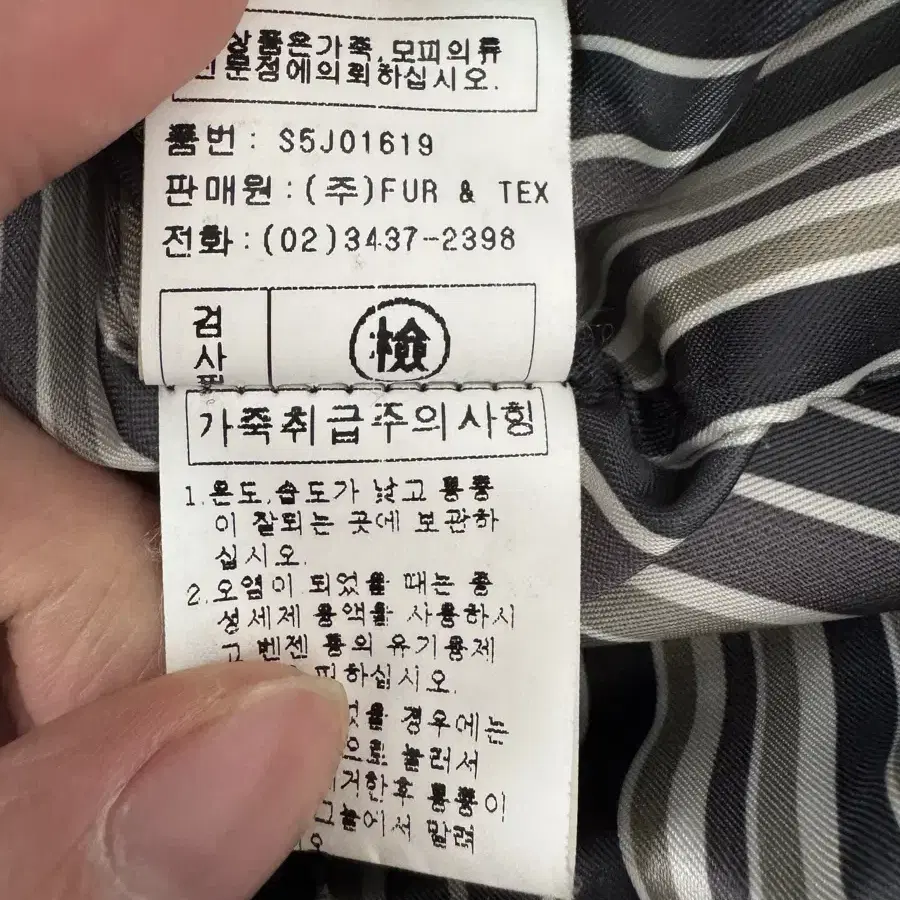 상품은가죽,모피의류
전문점에의뢰하십시오.
품번: S5J01619
판매원:(주)FUR & TEX
전화:(02)3437-2398
검
사
필
檢
가죽취급주의사항
1.온도,습도가 낮고 통풍
이 잘되는 곳에 보관하
십시오.
2.오염이 되었을 때는 중
성세제 용액을 사용하시
고 벤젠 등의 유기용제
피하십시오.
었을 경우에는
으로 눌러서
제거한후 통풍이
그늘에서 말려
오